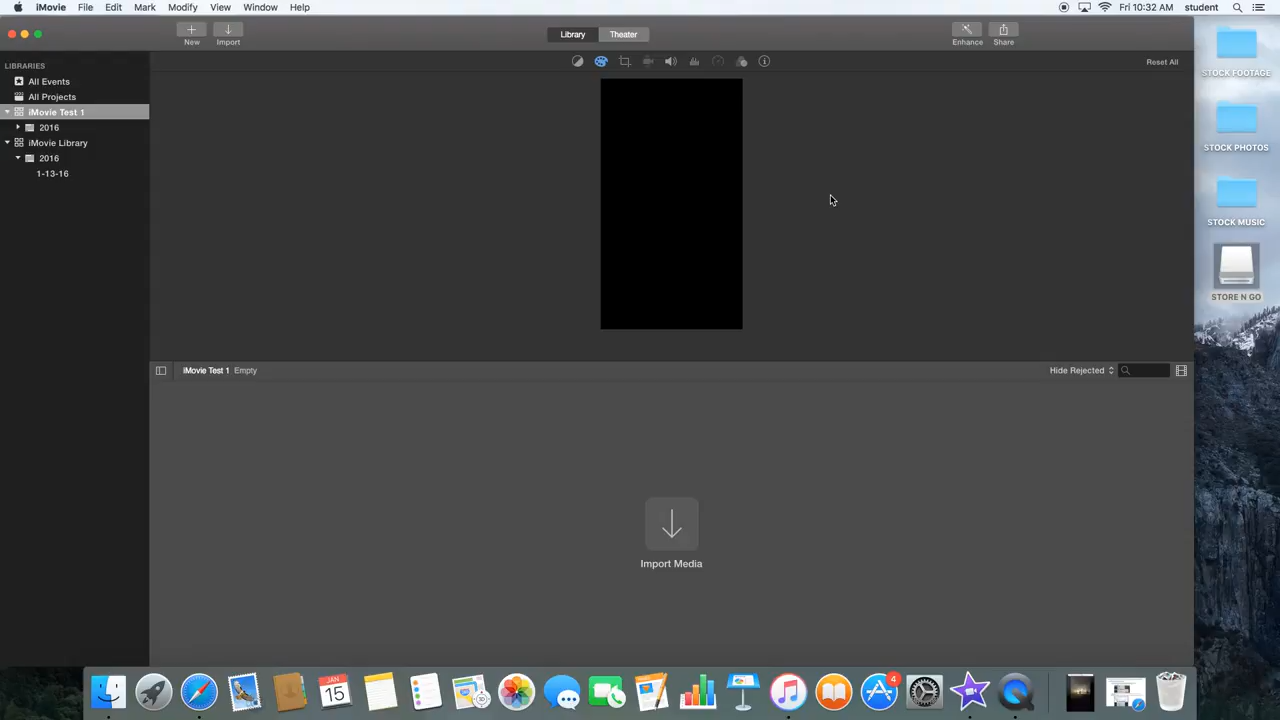 iMovie File Edit Mark Modify View Window Help Fri 10:32 AM student
New Import Library Theater Enhance Share
LIBRARIES
Reset All
All Events
All Projects
iMovie Test 1
2016
iMovie Library
2016
1-13-16
iMovie Test 1 Empty Hide Rejected
Import Media
STOCK FOOTAGE
STOCK PHOTOS
STOCK MUSIC
STORE N GO
JAN
15
4